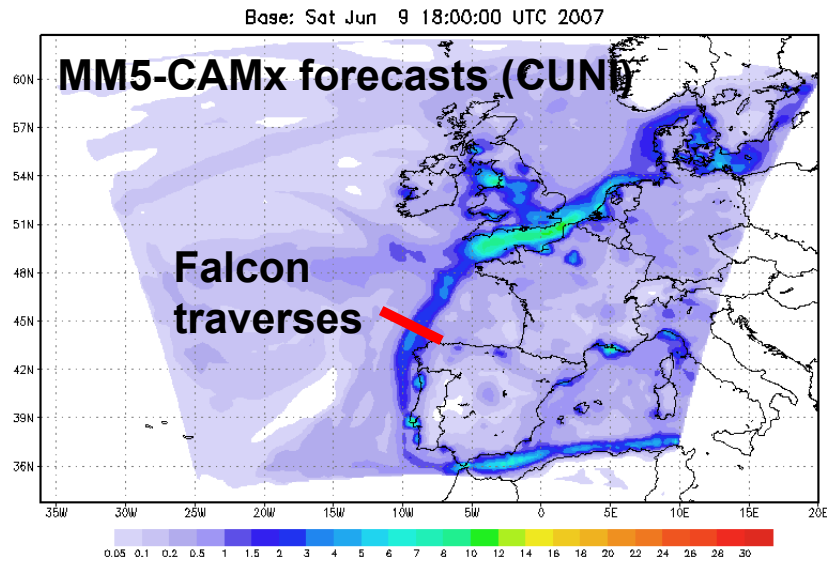 Base: Sat Jun 9 18:00:00 UTC 2007
MM5-CAMx forecasts (CUNI)
60N
57N
54N
51N
48N
Falcon
traverses
45N
42N
39N
36N
35W 30W 25W 20W 15W 10W 5W 0 5E 10E 15E 20E
0.05 0.1 0.2 0.5 1 1.5 2 3 4 5 6 7 8 10 12 14 16 18 20 22 24 26 28 30